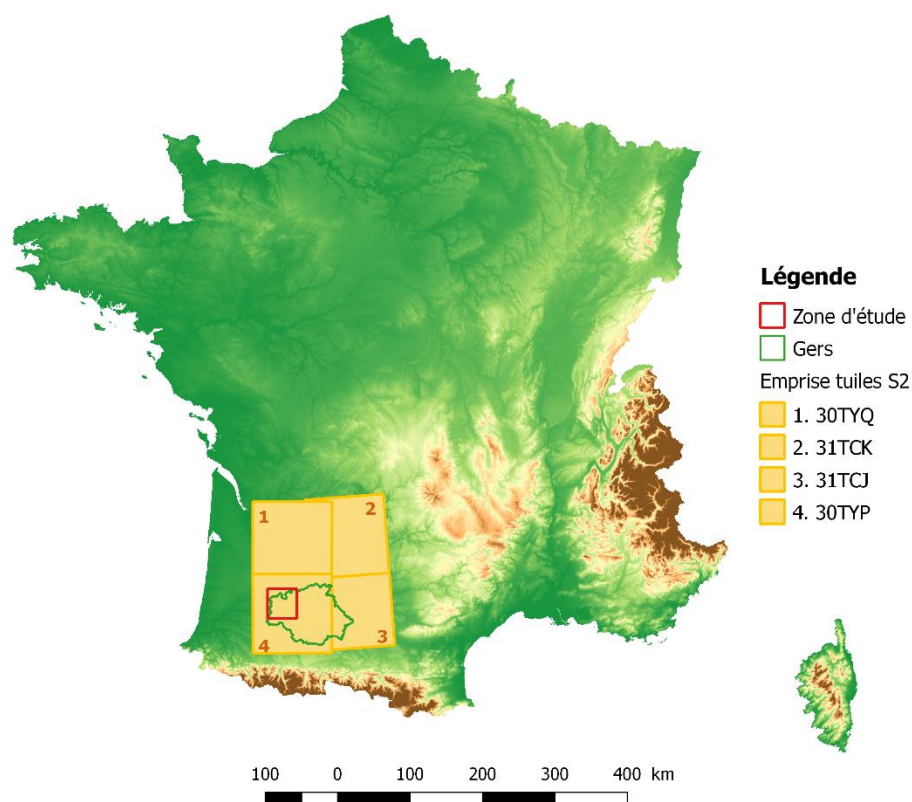 Légende
Zone d'étude
Gers
Emprise tuiles S2
1. 30TYQ
2. 31TCK
3. 31TCJ
4. 30TYP
1
2
3
4
100 0 100 200 300 400 km